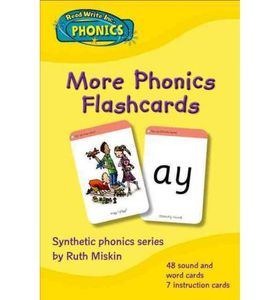 Read Write Inc.
PHONICS
More Phonics
Flashcards
ay
Synthetic phonics series
by Ruth Miskin
48 sound and
word cards
7 instruction cards